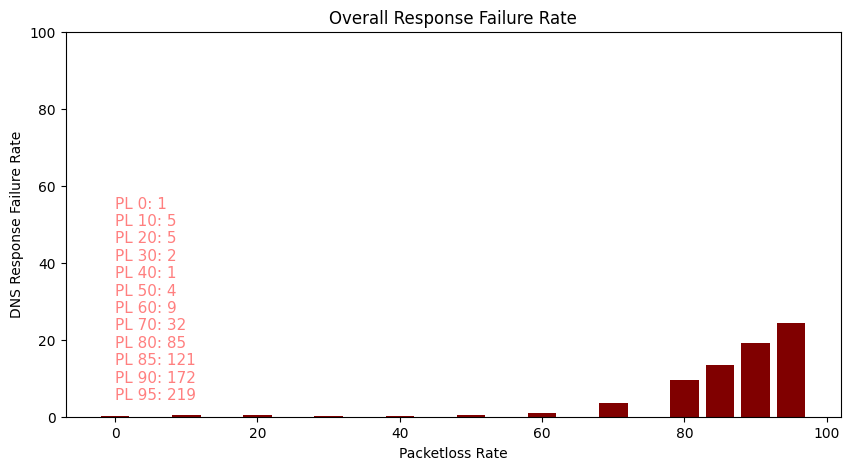 Overall Response Failure Rate
100
80
60
40
20
0
DNS Response Failure Rate
PL 0: 1
PL 10: 5
PL 20: 5
PL 30: 2
PL 40: 1
PL 50: 4
PL 60: 9
PL 70: 32
PL 80: 85
PL 85: 121
PL 90: 172
PL 95: 219
0 20 40 60 80 100
Packetloss Rate